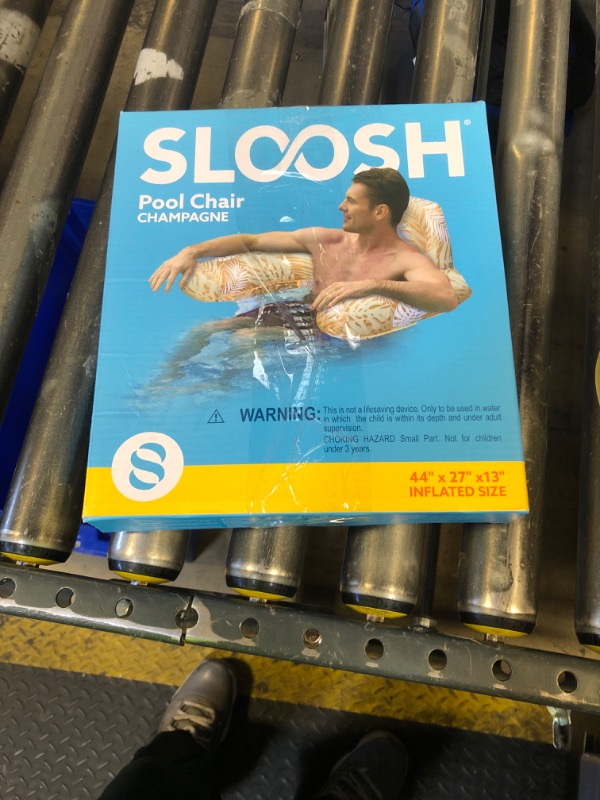 SLOOSH®
Pool Chair
CHAMPAGNE
⚠ WARNING: This is not a lifesaving device. Only to be used in water
in which the child is within its depth and under adult
supervision.
CHOKING HAZARD Small Part. Not for children
under 3 years.
44" x 27" x13"
INFLATED SIZE